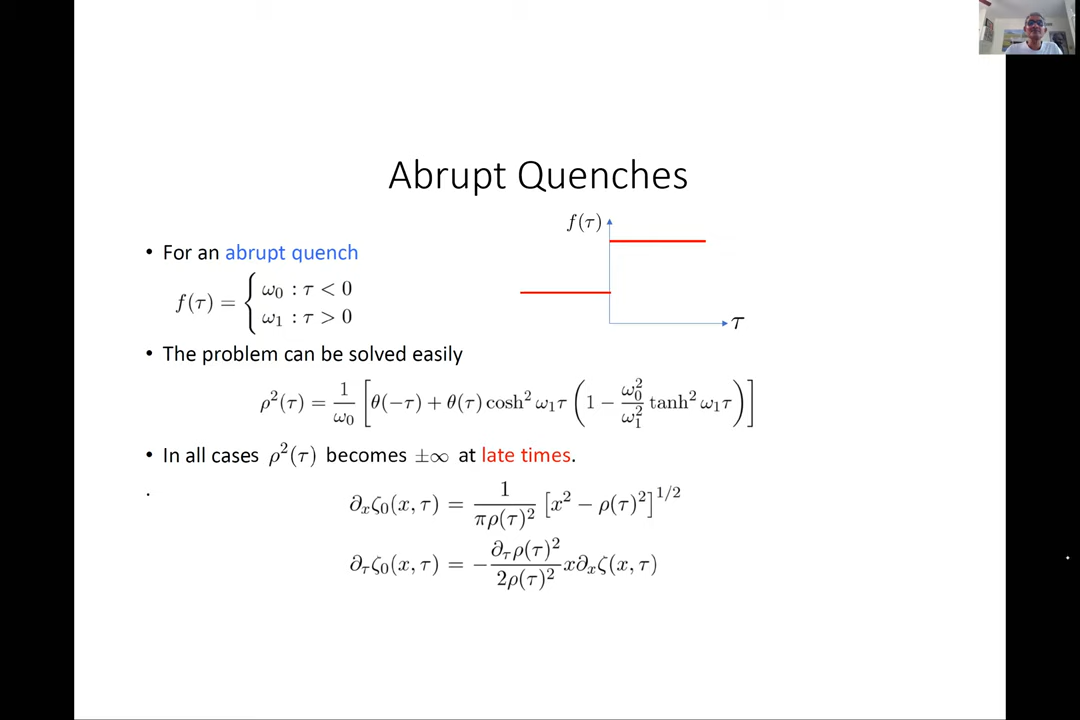 Abrupt Quenches
f(τ)
• For an abrupt quench
f(τ) = { ω₀ : τ < 0
ω₁ : τ > 0
τ
• The problem can be solved easily
ρ²(τ) = 1/ω₀ [θ(−τ) + θ(τ) cosh² ω₁τ (1 − ω₀²/ω₁² tanh² ω₁τ)]
• In all cases ρ²(τ) becomes ±∞ at late times.
.
∂ₓζ₀(x, τ) = 1/(πρ(τ)²) [x² − ρ(τ)²]^{1/2}
∂_τζ₀(x, τ) = −(∂_τρ(τ)²)/(2ρ(τ)²) x∂ₓζ(x, τ)